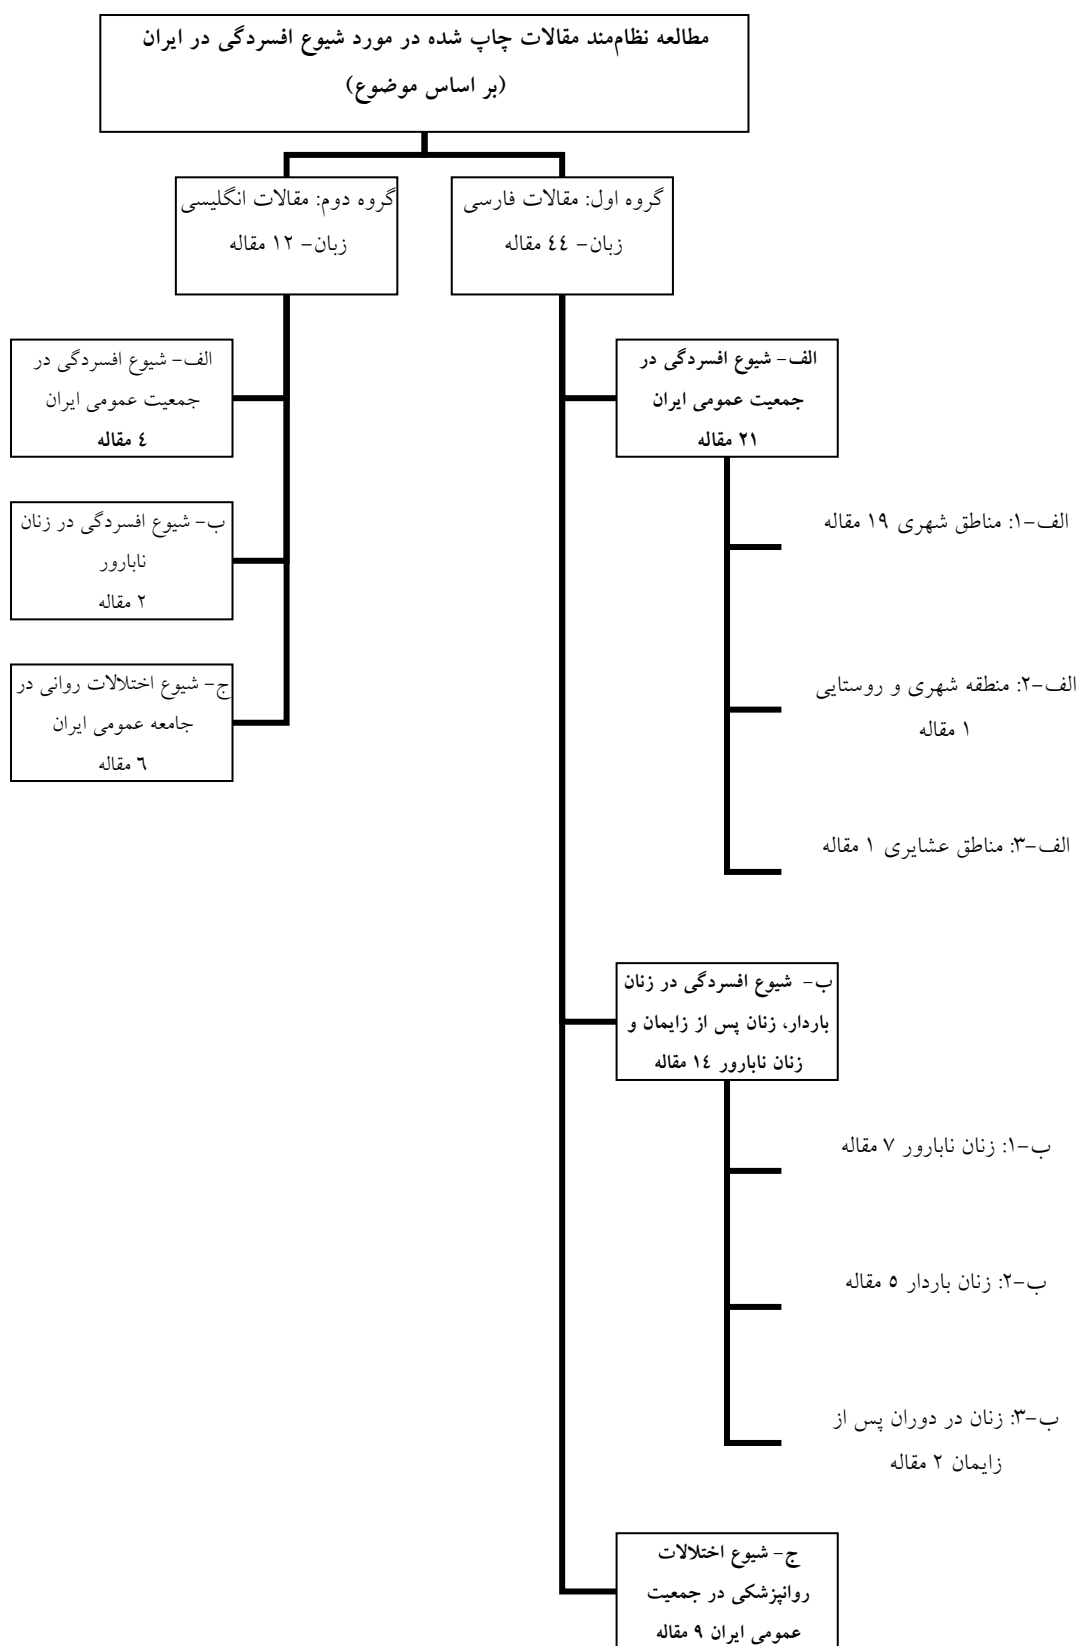 مطالعه نظام‌مند مقالات چاپ شده در مورد شیوع افسردگی در ایران
(بر اساس موضوع)
گروه اول: مقالات فارسی
زبان- ٤٤ مقاله
گروه دوم: مقالات انگلیسی
زبان- ۱۲ مقاله
الف- شیوع افسردگی در
جمعیت عمومی ایران
۲۱ مقاله
الف-۱: مناطق شهری ۱۹ مقاله
الف-۲: منطقه شهری و روستایی
۱ مقاله
الف-۳: مناطق عشایری ۱ مقاله
ب- شیوع افسردگی در زنان
باردار، زنان پس از زایمان و
زنان نابارور ۱٤ مقاله
ب-۱: زنان نابارور ۷ مقاله
ب-۲: زنان باردار ٥ مقاله
ب-۳: زنان در دوران پس از
زایمان ۲ مقاله
ج- شیوع اختلالات
روانپزشکی در جمعیت
عمومی ایران ۹ مقاله
الف- شیوع افسردگی در
جمعیت عمومی ایران
٤ مقاله
ب- شیوع افسردگی در زنان
نابارور
۲ مقاله
ج- شیوع اختلالات روانی در
جامعه عمومی ایران
٦ مقاله